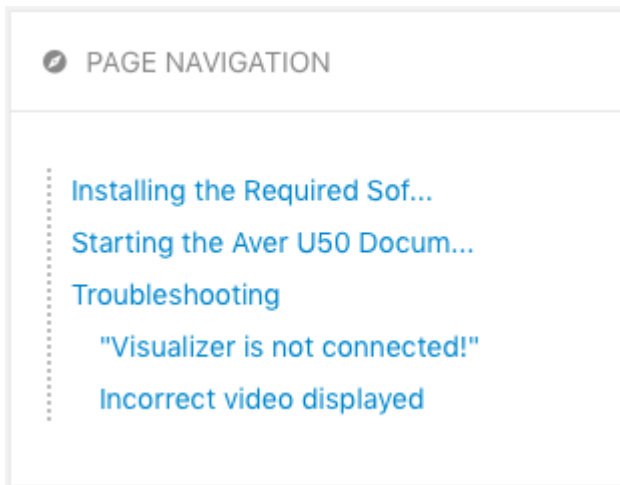 PAGE NAVIGATION
Installing the Required Sof...
Starting the Aver U50 Docum...
Troubleshooting
"Visualizer is not connected!"
Incorrect video displayed